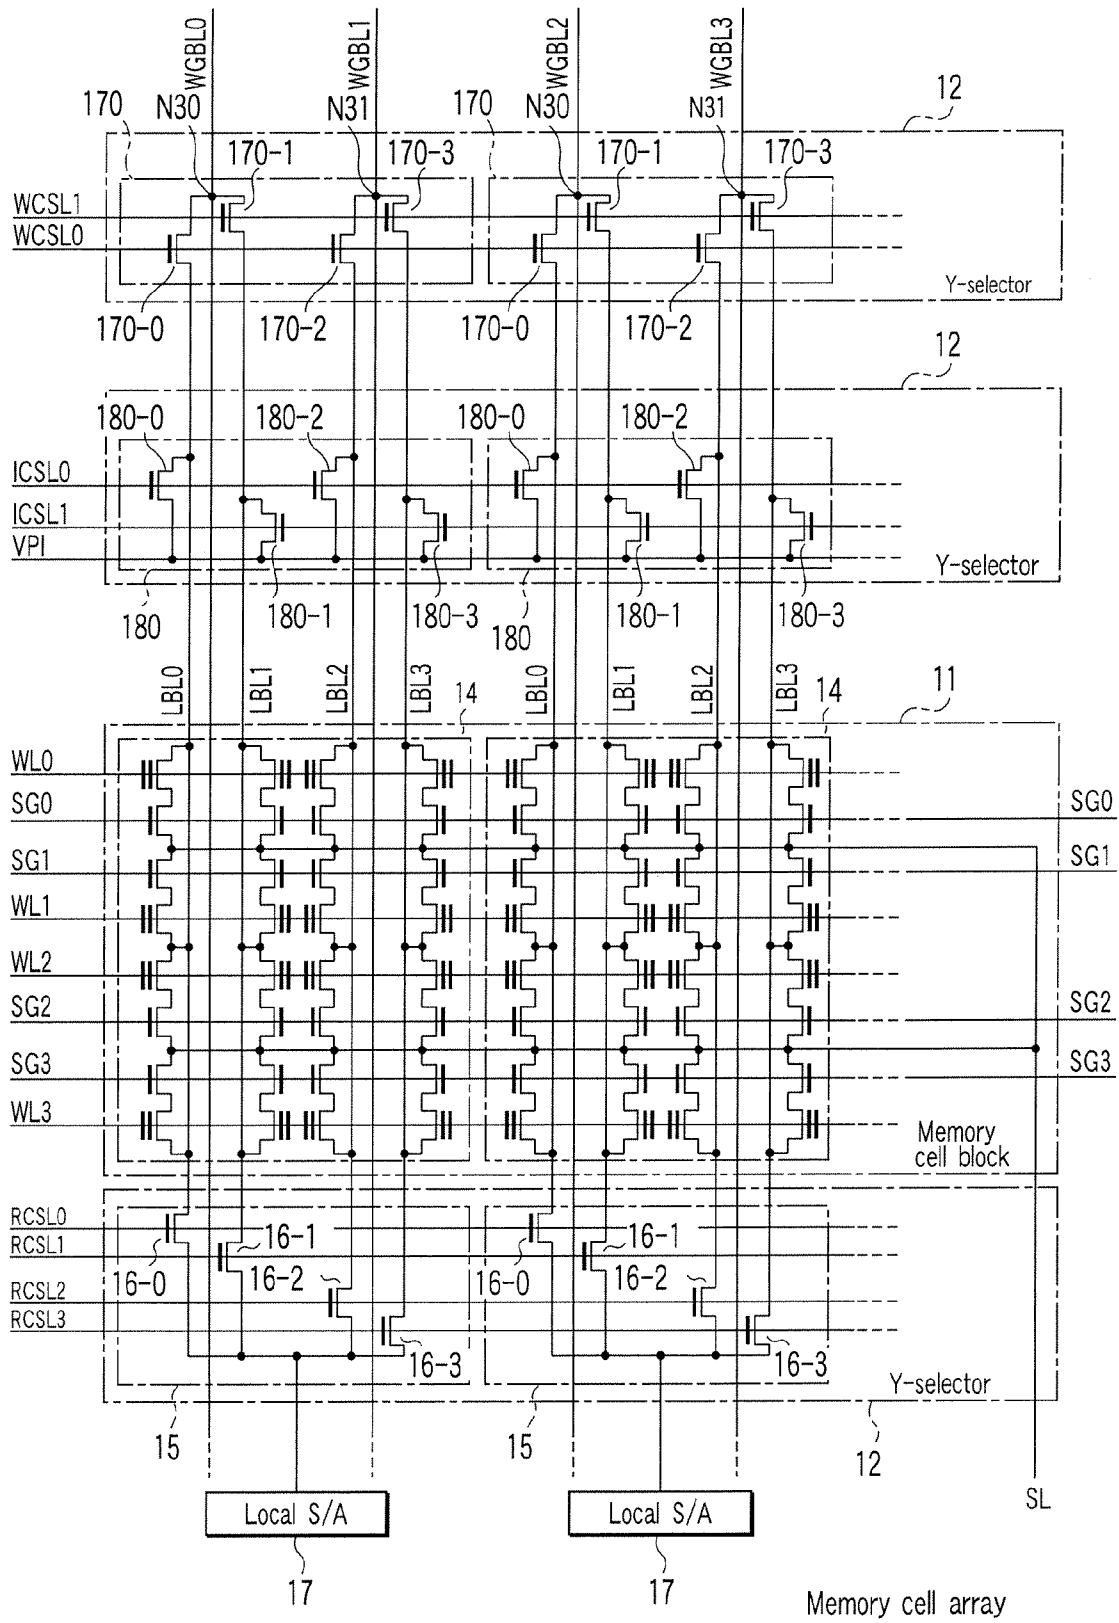 WGBL0 WGBL1 WGBL2 WGBL3
170 N30 N31 170 N30 N31 12
170-1 170-3 170-1 170-3
WCSL1
WCSL0
Y-selector
170-0 170-2 170-0 170-2
12
180-0 180-2 180-0 180-2
ICSL0
ICSL1
VPI
Y-selector
180 180-1 180-3 180 180-1 180-3
LBL0 LBL1 LBL2 LBL3 14 LBL0 LBL1 LBL2 LBL3 14 11
WL0
SG0 SG0
SG1 SG1
WL1
WL2
SG2 SG2
SG3 SG3
WL3
Memory
cell block
RCSL0
RCSL1 16-1 16-1
16-0 16-2 16-0 16-2
RCSL2
RCSL3
16-3 16-3
Y-selector
15 15 12
SL
Local S/A Local S/A
17 17
Memory cell array